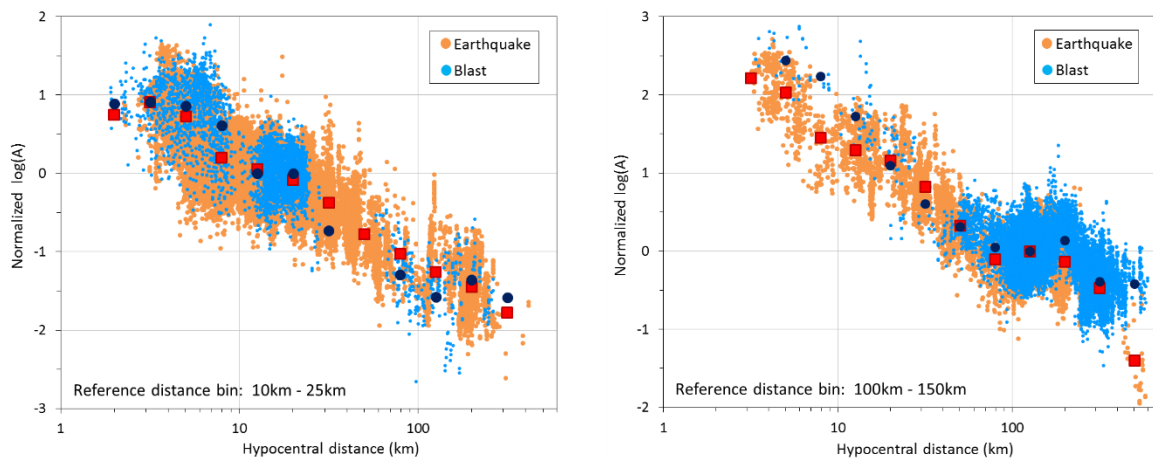 2
1
0
-1
-2
-3
Normalized log(A)
Earthquake
Blast
Reference distance bin: 10km - 25km
1
10
100
Hypocentral distance (km)
3
2
1
0
-1
-2
Normalized log(A)
Earthquake
Blast
Reference distance bin: 100km - 150km
1
10
100
Hypocentral distance (km)